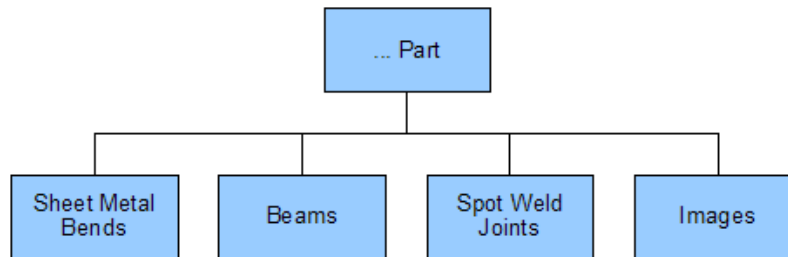 ... Part
Sheet Metal
Bends
Beams
Spot Weld
Joints
Images